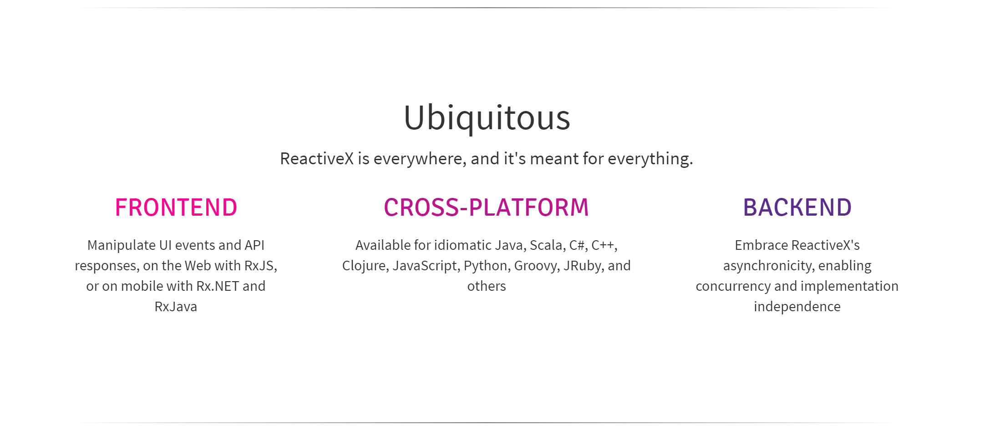 Ubiquitous
ReactiveX is everywhere, and it's meant for everything.
FRONTEND
Manipulate UI events and API
responses, on the Web with RxJS,
or on mobile with Rx.NET and
RxJava
CROSS-PLATFORM
Available for idiomatic Java, Scala, C#, C++,
Clojure, JavaScript, Python, Groovy, JRuby, and
others
BACKEND
Embrace ReactiveX's
asynchronicity, enabling
concurrency and implementation
independence